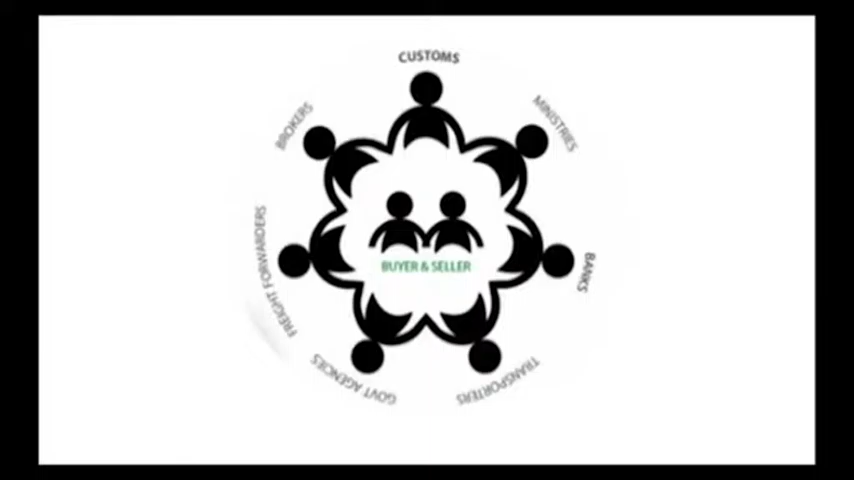 CUSTOMS
MINISTRIES
BANKS
TRANSPORTERS
GOVT AGENCIES
FREIGHT FORWARDERS
BROKERS
BUYER & SELLER